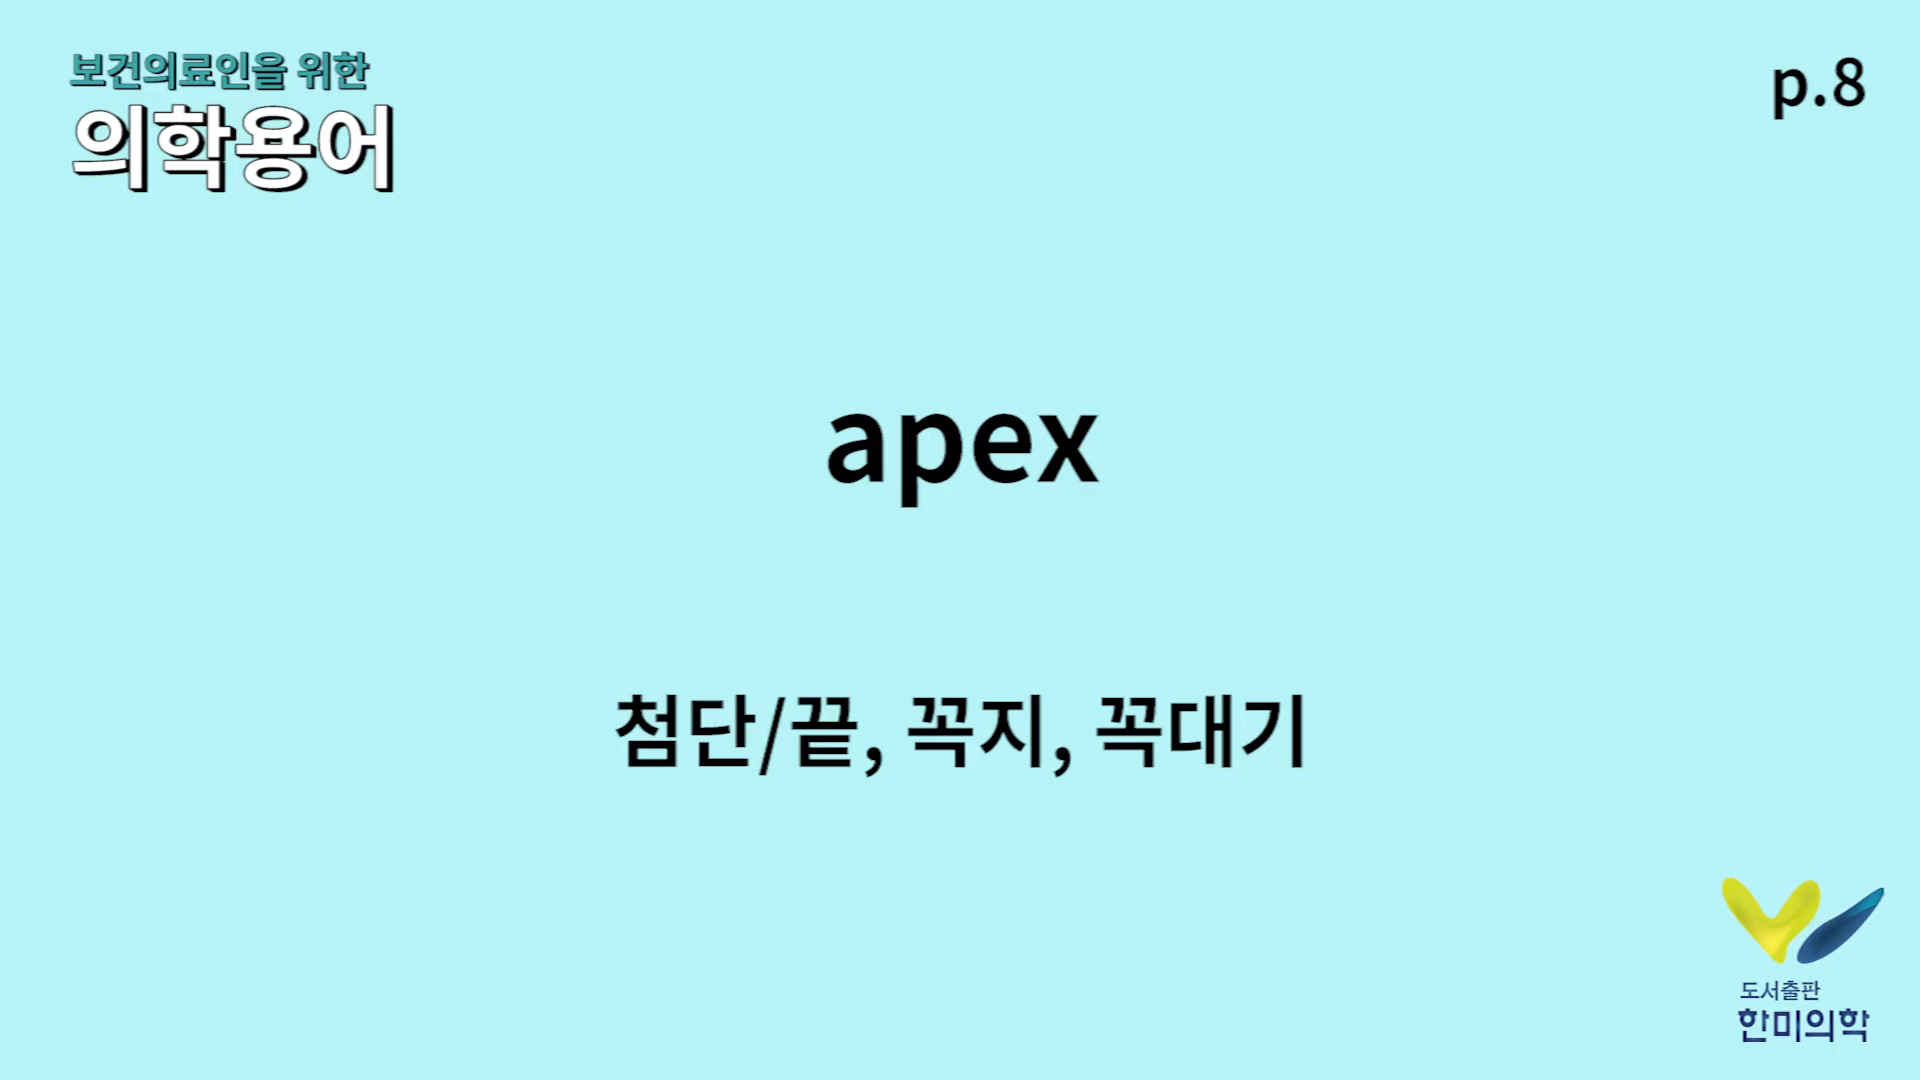 보건의료인을 위한
의학용어
p.8
apex
첨단/끝, 꼭지, 꼭대기
도서출판
한미의학